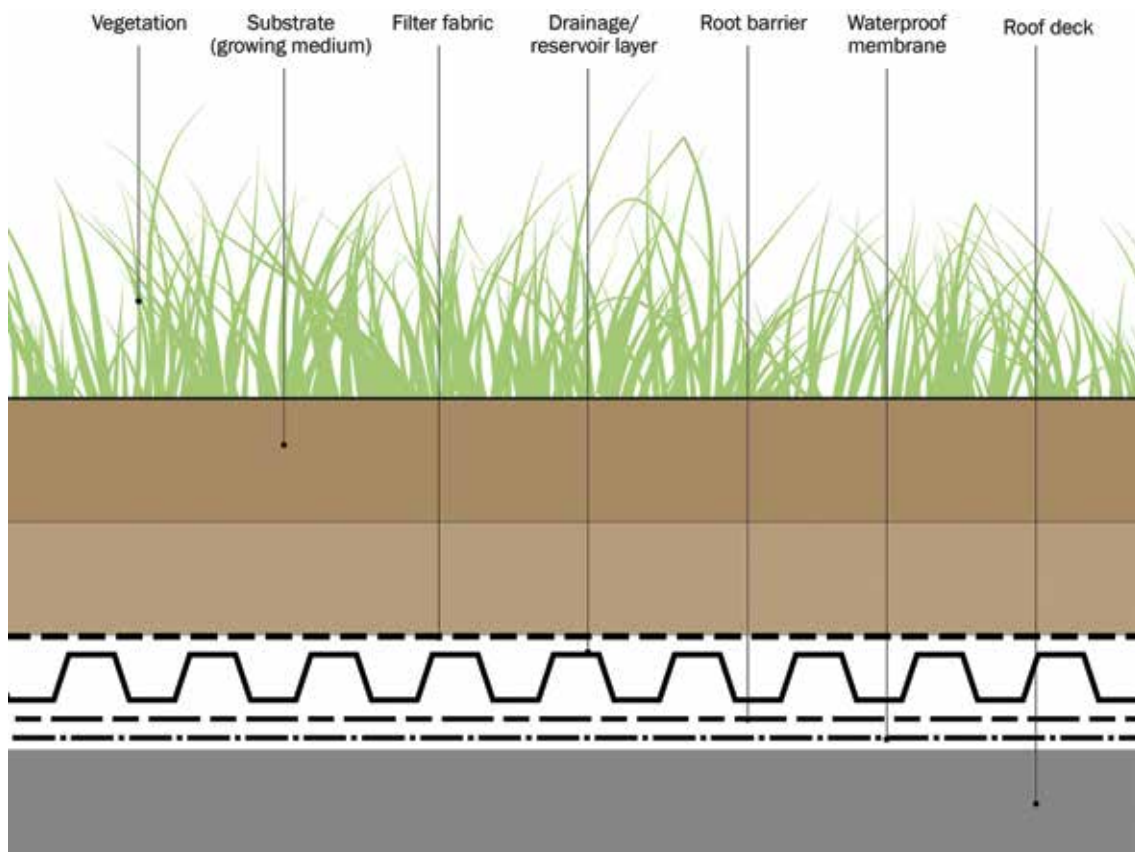 Vegetation
Substrate
(growing medium)
Filter fabric
Drainage/
reservoir layer
Root barrier
Waterproof
membrane
Roof deck